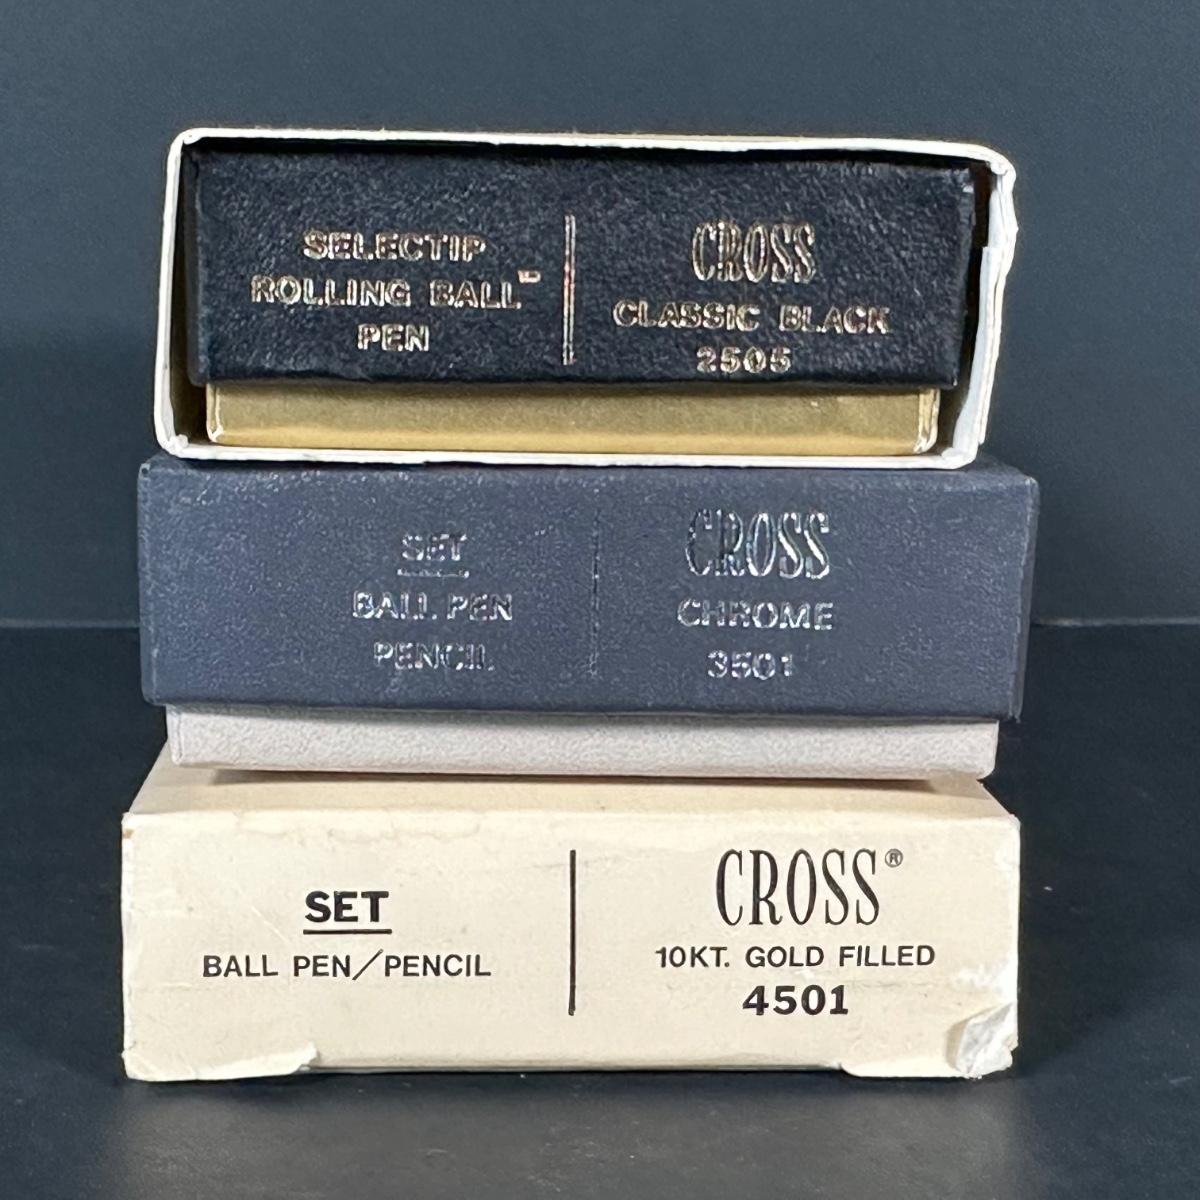 SELECTIP
ROLLING BALL™
PEN
CROSS
CLASSIC BLACK
2505
SET
BALL PEN
PENCIL
CROSS
CHROME
3501
SET
BALL PEN/PENCIL
CROSS®
10KT. GOLD FILLED
4501